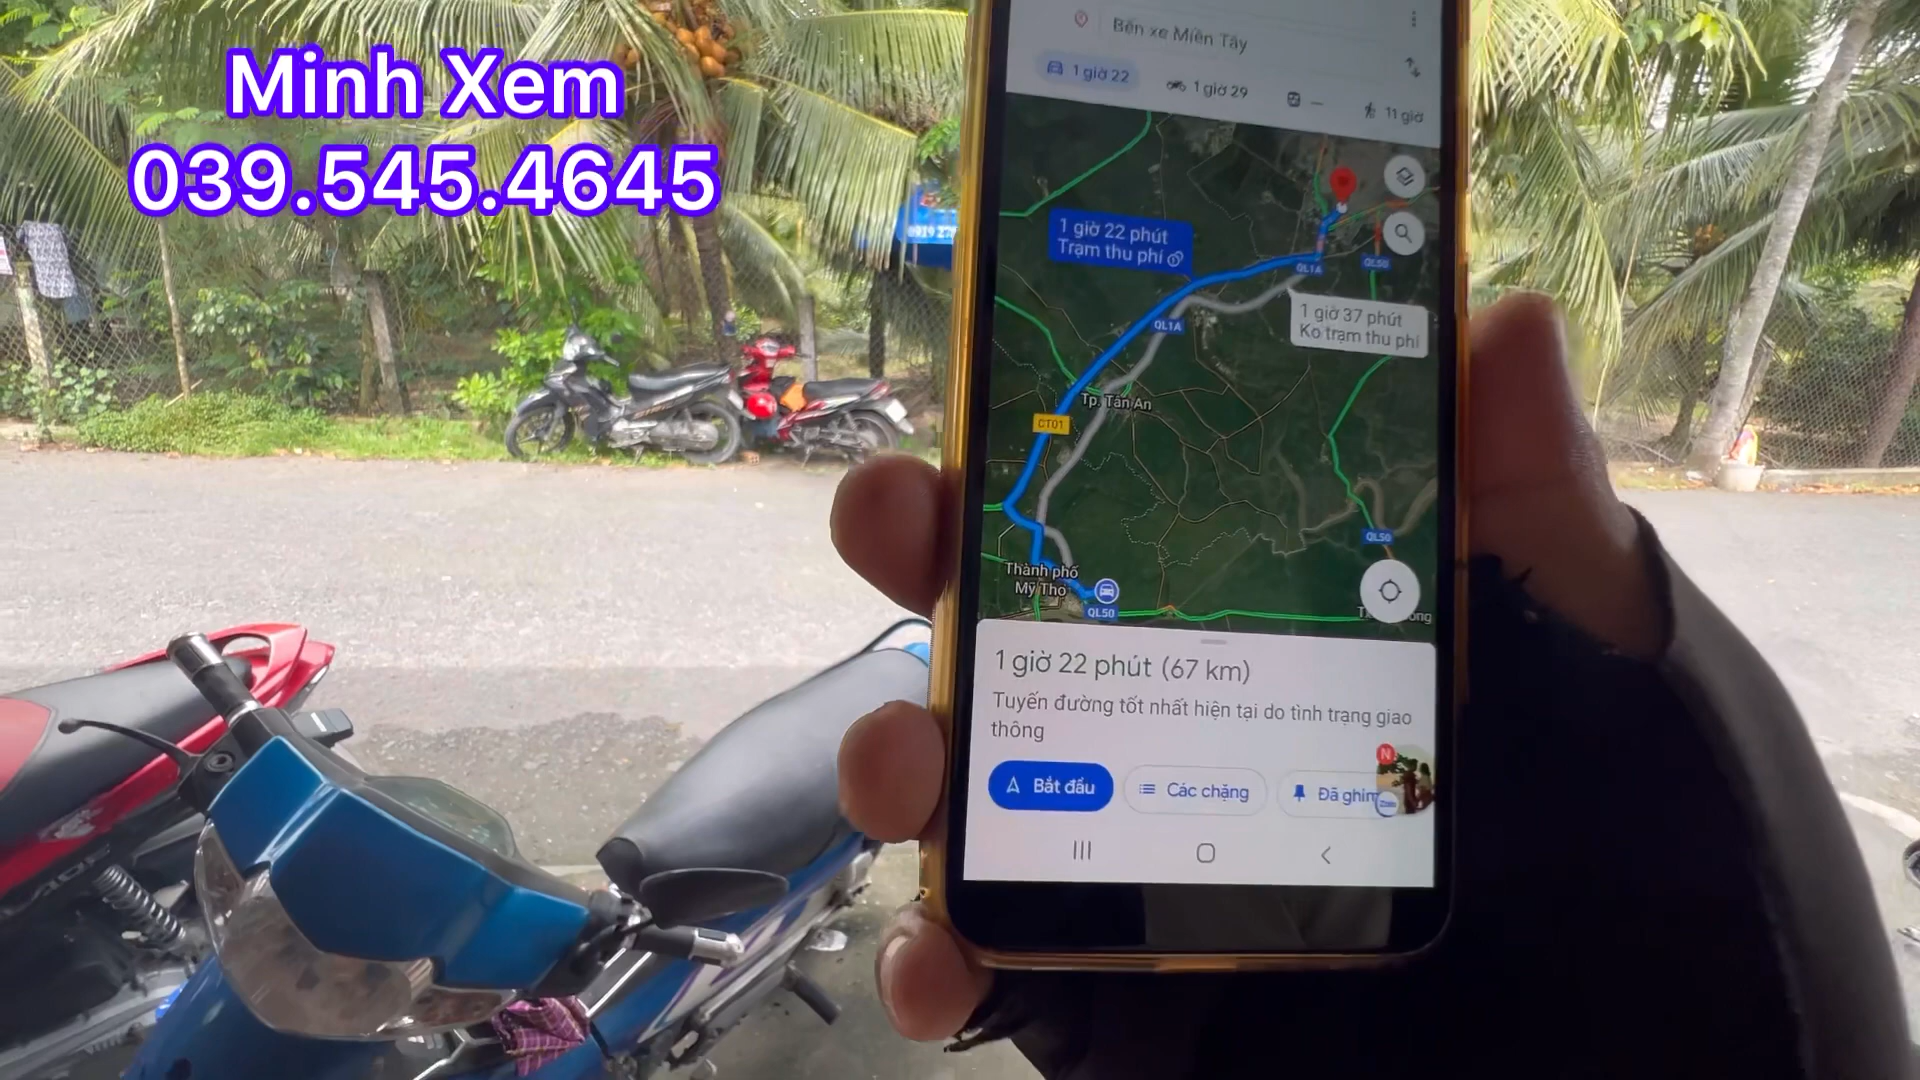 Minh Xem
039.545.4645
Bến xe Miền Tây
1 giờ 22
1 giờ 29
—
11 giờ
1 giờ 22 phút
Trạm thu phí
QL1A
QL50
1 giờ 37 phút
Ko trạm thu phí
QL1A
Tp. Tân An
CT01
QL50
Thành phố
Mỹ Tho
QL50
1 giờ 22 phút (67 km)
Tuyến đường tốt nhất hiện tại do tình trạng giao
thông
N
Bắt đầu
Các chặng
Đã ghim
Zalo